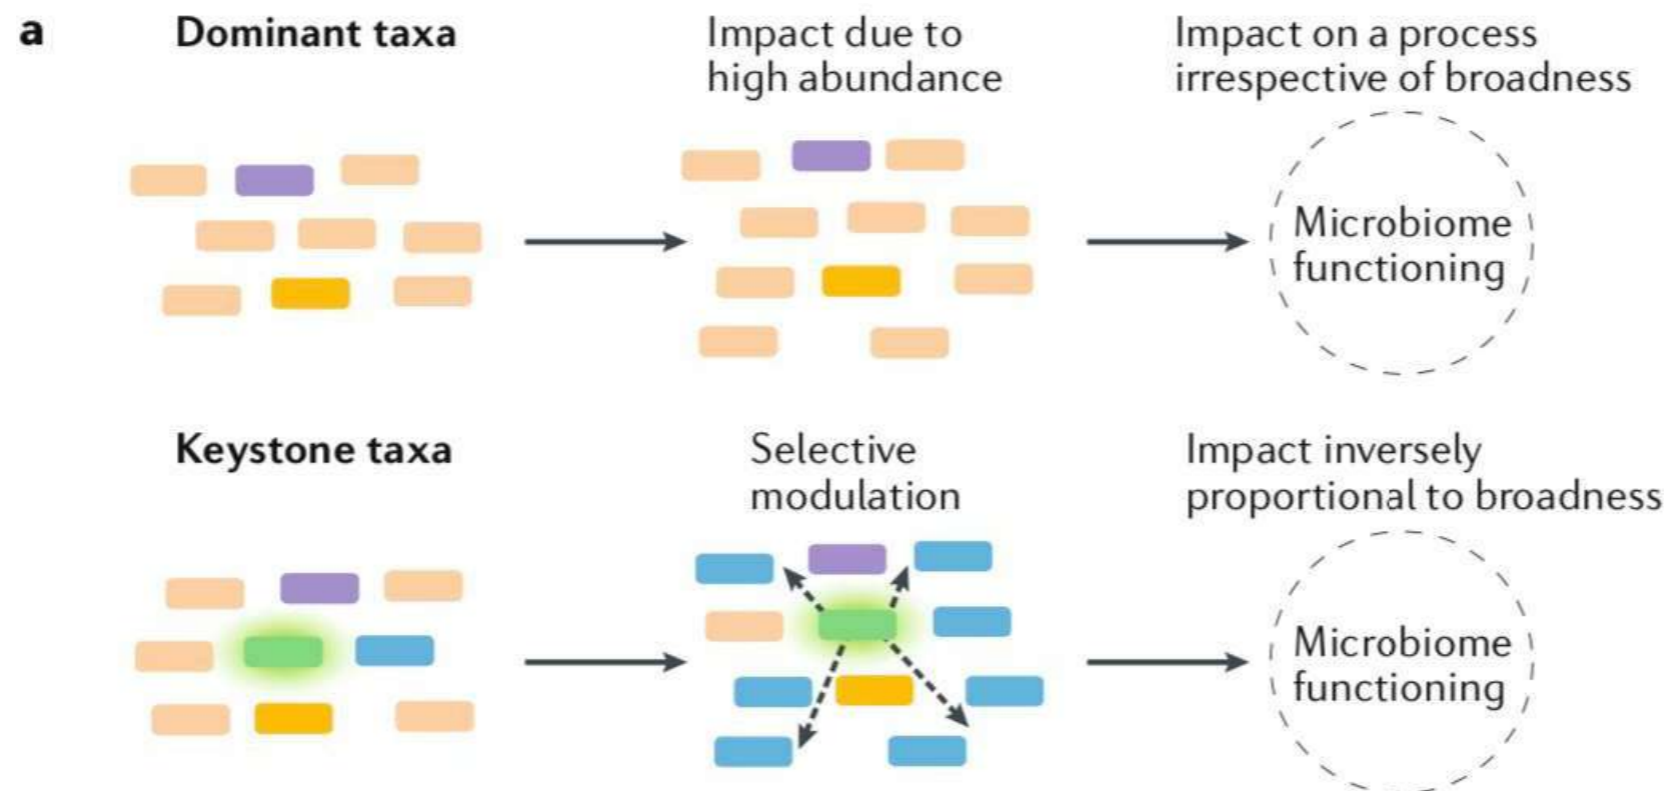 a
Dominant taxa
Impact due to
high abundance
Impact on a process
irrespective of broadness
Microbiome
functioning
Keystone taxa
Selective
modulation
Impact inversely
proportional to broadness
Microbiome
functioning